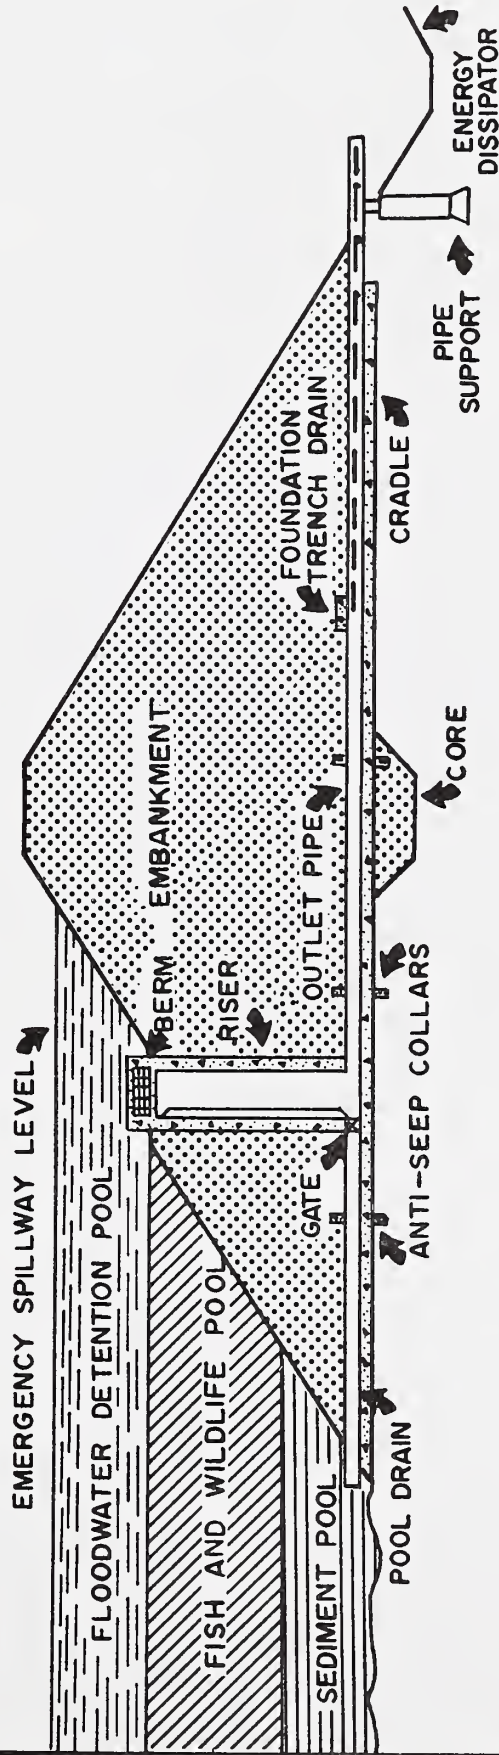 EMERGENCY SPILLWAY LEVEL
FLOODWATER DETENTION POOL
FISH AND WILDLIFE POOL
SEDIMENT POOL
POOL DRAIN
GATE
ANTI-SEEP COLLARS
BERM
RISER
EMBANKMENT
OUTLET PIPE
CORE
FOUNDATION
TRENCH DRAIN
CRADLE
PIPE
SUPPORT
ENERGY
DISSIPATOR